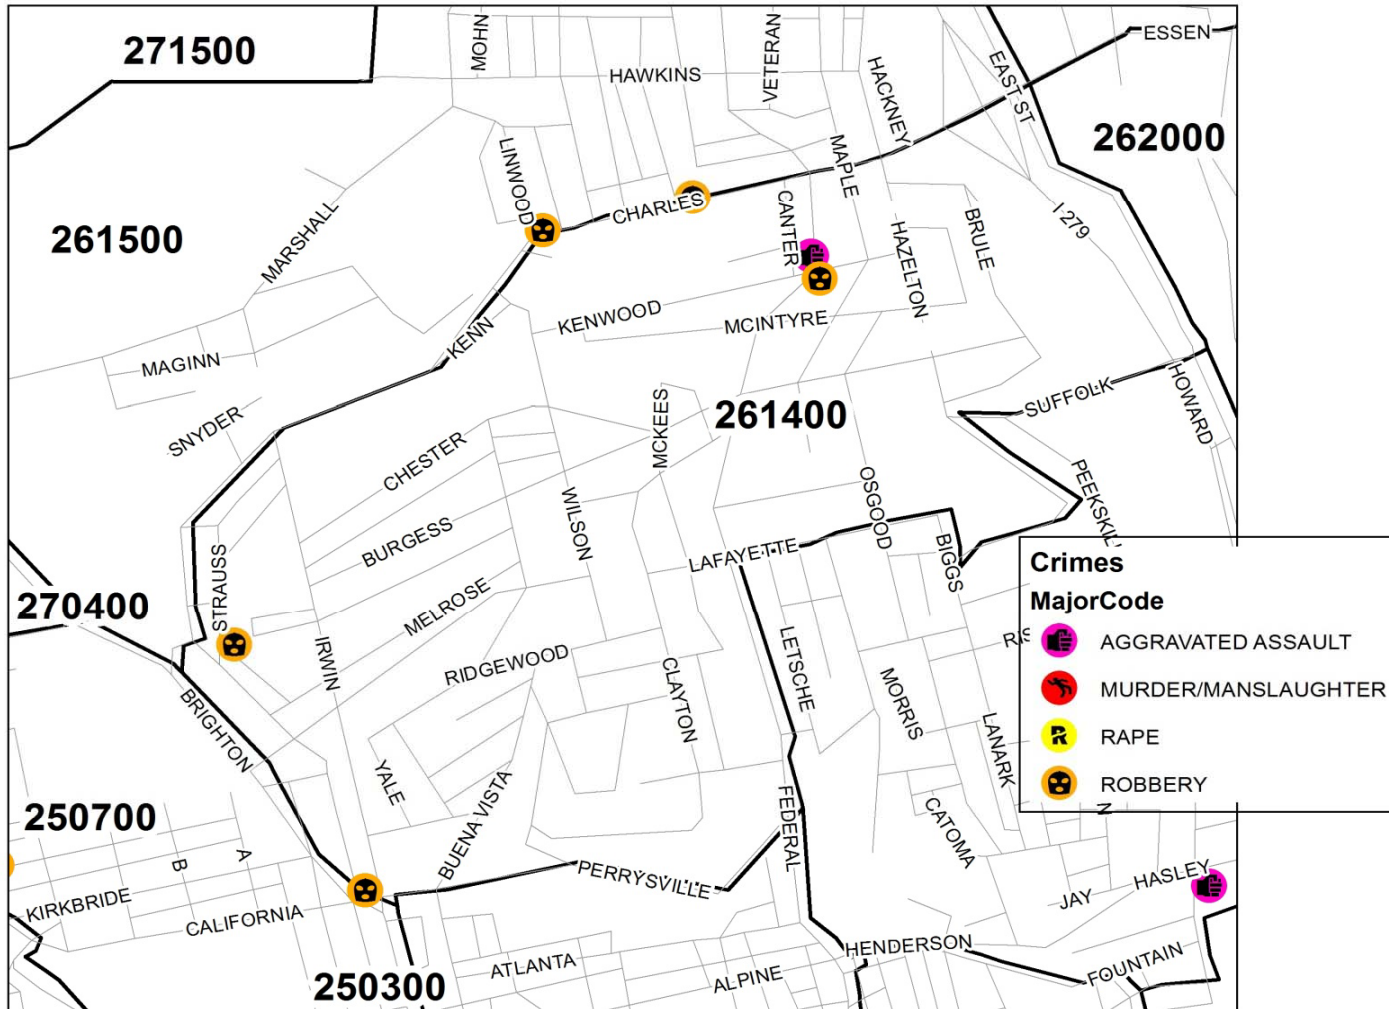 271500
MOHN
HAWKINS
VETERAN
HACKNEY
EAST ST
ESSEN
262000
LINWOOD
MAPLE
CHARLES
CANTER
I 279
BRULE
HAZELTON
MARSHALL
261500
KENWOOD
MCINTYRE
KENN
MAGINN
SNYDER
MCKEES
261400
SUFFOLK
HOWARD
CHESTER
WILSON
OSGOOD
PEEKSKIL
BURGESS
LAFAYETTE
BIGGS
STRAUSS
270400
MELROSE
IRWIN
RIDGEWOOD
CLAYTON
LETSCHE
MORRIS
LANARK
RIS
Crimes
MajorCode
AGGRAVATED ASSAULT
MURDER/MANSLAUGHTER
R RAPE
ROBBERY
N
BRIGHTON
YALE
BUENA VISTA
FEDERAL
CATOMA
250700
A
B
PERRYSVILLE
KIRKBRIDE
CALIFORNIA
JAY
HASLEY
HENDERSON
FOUNTAIN
250300
ATLANTA
ALPINE